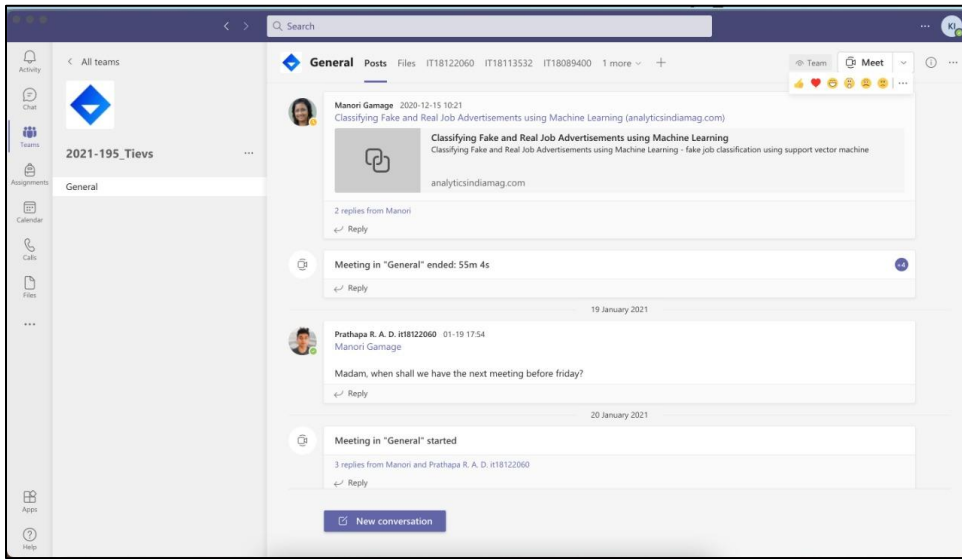 Search
KI
Activity
Chat
Teams
Assignments
Calendar
Calls
Files
Apps
Help
All teams
2021-195_Tievs
General
General Posts Files IT18122060 IT18113532 IT18089400 1 more
Team
Meet
Manori Gamage 2020-12-15 10:21
Classifying Fake and Real Job Advertisements using Machine Learning (analyticsindiamag.com)
Classifying Fake and Real Job Advertisements using Machine Learning
Classifying Fake and Real Job Advertisements using Machine Learning - fake job classification using support vector machine
analyticsindiamag.com
2 replies from Manori
Reply
Meeting in "General" ended: 55m 4s
+4
Reply
19 January 2021
Prathapa R. A. D. it18122060 01-19 17:54
Manori Gamage
Madam, when shall we have the next meeting before friday?
Reply
20 January 2021
Meeting in "General" started
3 replies from Manori and Prathapa R. A. D. it18122060
Reply
New conversation